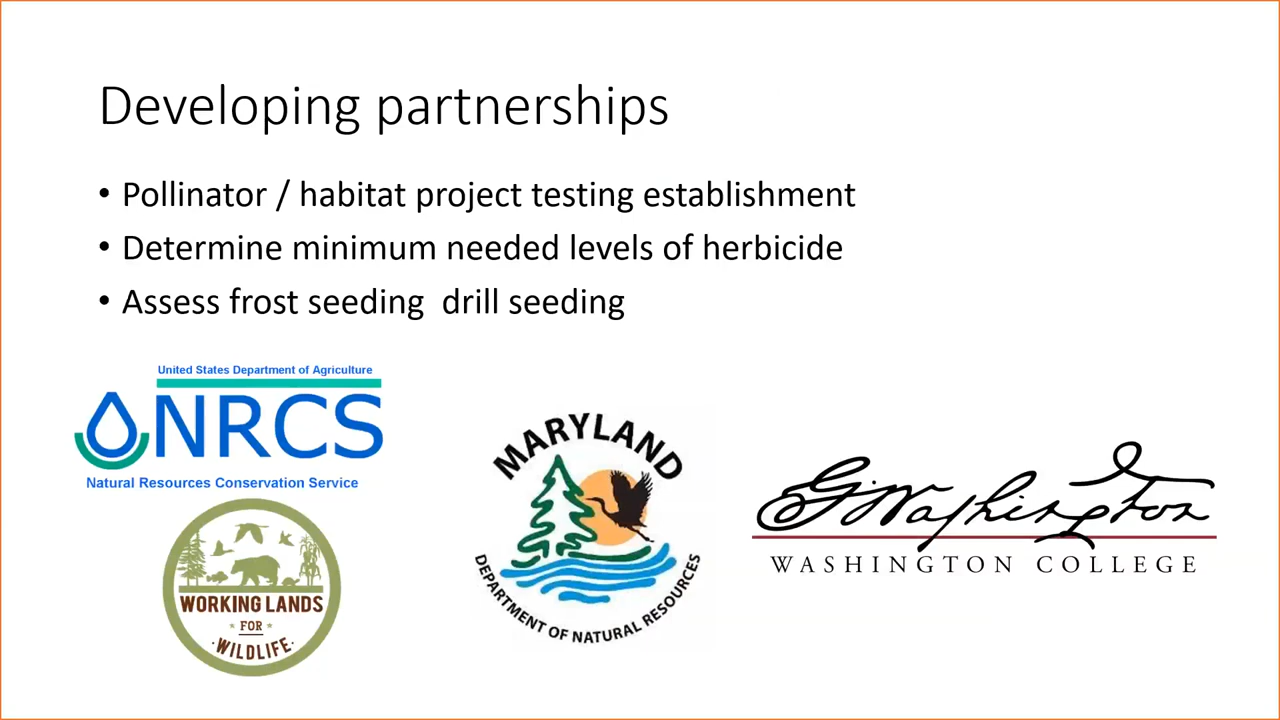 Developing partnerships
• Pollinator / habitat project testing establishment
• Determine minimum needed levels of herbicide
• Assess frost seeding  drill seeding
United States Department of Agriculture
NRCS
Natural Resources Conservation Service
WORKING LANDS
FOR
WILDLIFE
MARYLAND
DEPARTMENT OF NATURAL RESOURCES
G. Washington
WASHINGTON COLLEGE